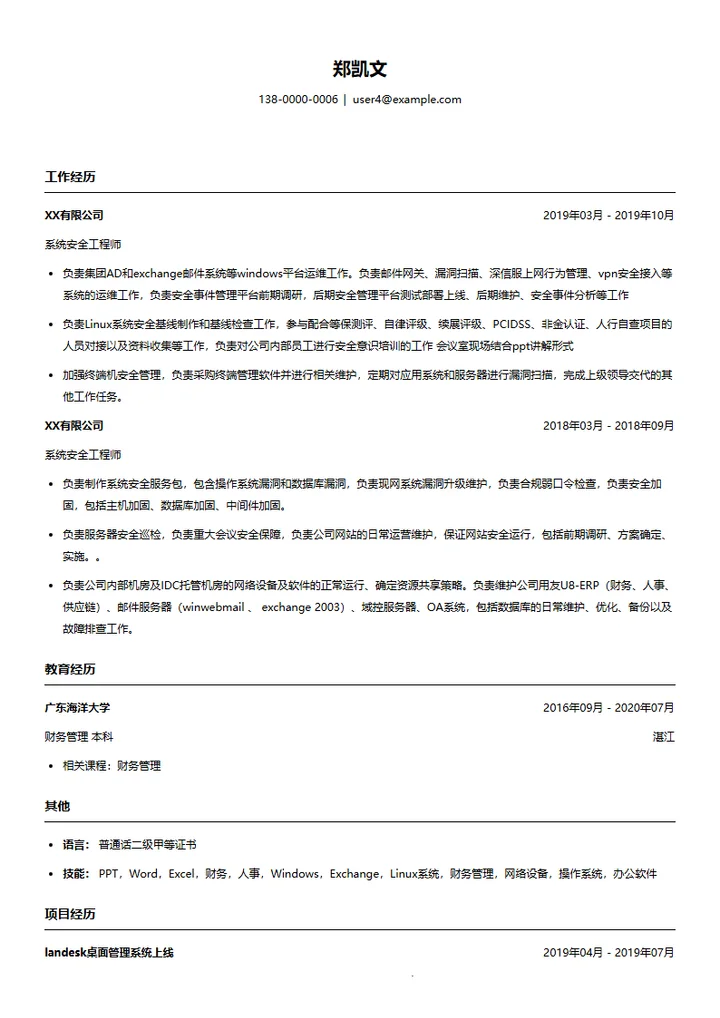 郑凯文
138-0000-0006 | user4@example.com
工作经历
XX有限公司 2019年03月 - 2019年10月
系统安全工程师
• 负责集团AD和exchange邮件系统等windows平台运维工作。负责邮件网关、漏洞扫描、深信服上网行为管理、vpn安全接入等
系统的运维工作，负责安全事件管理平台前期调研，后期安全管理平台测试部署上线、后期维护、安全事件分析等工作
• 负责Linux系统安全基线制作和基线检查工作，参与配合等保测评、自律评级、续展评级、PCIDSS、非金认证、人行自查项目的
人员对接以及资料收集等工作，负责对公司内部员工进行安全意识培训的工作 会议室现场结合ppt讲解形式
• 加强终端机安全管理，负责采购终端管理软件并进行相关维护，定期对应用系统和服务器进行漏洞扫描，完成上级领导交代的其
他工作任务。
XX有限公司 2018年03月 - 2018年09月
系统安全工程师
• 负责制作系统安全服务包，包含操作系统漏洞和数据库漏洞，负责现网系统漏洞升级维护，负责合规弱口令检查，负责安全加
固，包括主机加固、数据库加固、中间件加固。
• 负责服务器安全巡检，负责重大会议安全保障，负责公司网站的日常运营维护，保证网站安全运行，包括前期调研、方案确定、
实施。。
• 负责公司内部机房及IDC托管机房的网络设备及软件的正常运行、确定资源共享策略。负责维护公司用友U8-ERP（财务、人事、
供应链）、邮件服务器（winwebmail 、 exchange 2003）、域控服务器、OA系统，包括数据库的日常维护、优化、备份以及
故障排查工作。
教育经历
广东海洋大学 2016年09月 - 2020年07月
财务管理 本科 湛江
• 相关课程：财务管理
其他
• 语言： 普通话二级甲等证书
• 技能： PPT，Word，Excel，财务，人事，Windows，Exchange，Linux系统，财务管理，网络设备，操作系统，办公软件
项目经历
landesk桌面管理系统上线 2019年04月 - 2019年07月